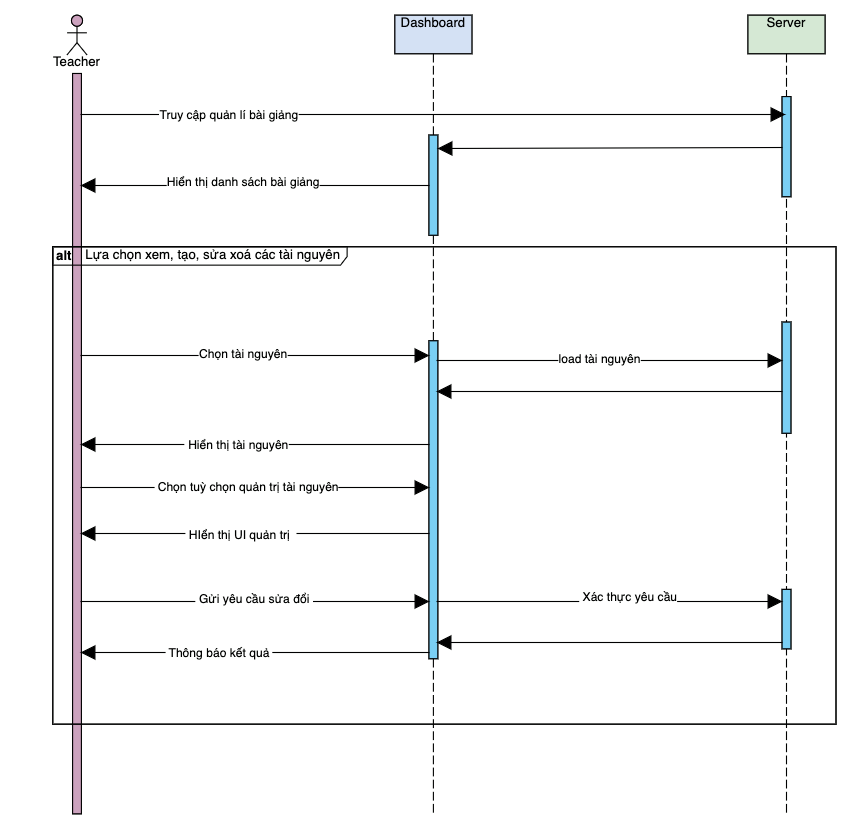 Dashboard
Server
Teacher
Truy cập quản lí bài giảng
Hiển thị danh sách bài giảng
alt
Lựa chọn xem, tạo, sửa xoá các tài nguyên
Chọn tài nguyên
load tài nguyên
Hiển thị tài nguyên
Chọn tuỳ chọn quản trị tài nguyên
HIển thị UI quản trị
Gửi yêu cầu sửa đổi
Xác thực yêu cầu
Thông báo kết quả